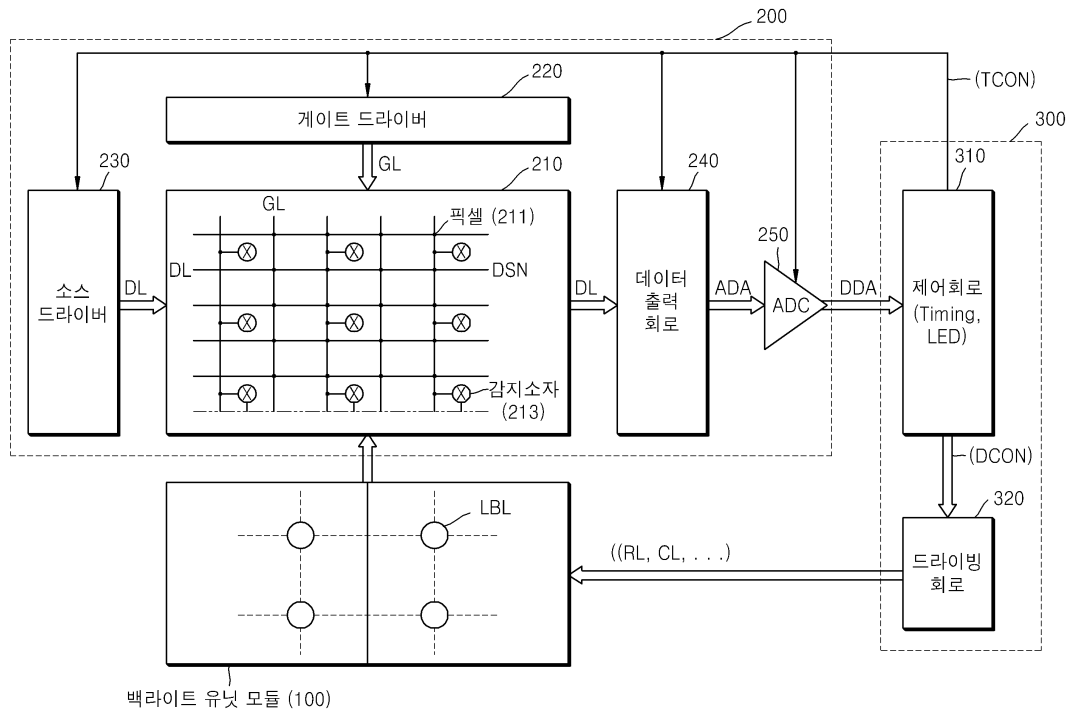 200
(TCON)
220
게이트 드라이버
300
230
GL
210
240
310
GL
픽셀 (211)
250
DL
DSN
소스
드라이버
DL
DL
데이터
출력
회로
ADA
ADC
DDA
제어회로
(Timing,
LED)
감지소자
(213)
(DCON)
LBL
320
((RL, CL, . . .)
드라이빙
회로
백라이트 유닛 모듈 (100)